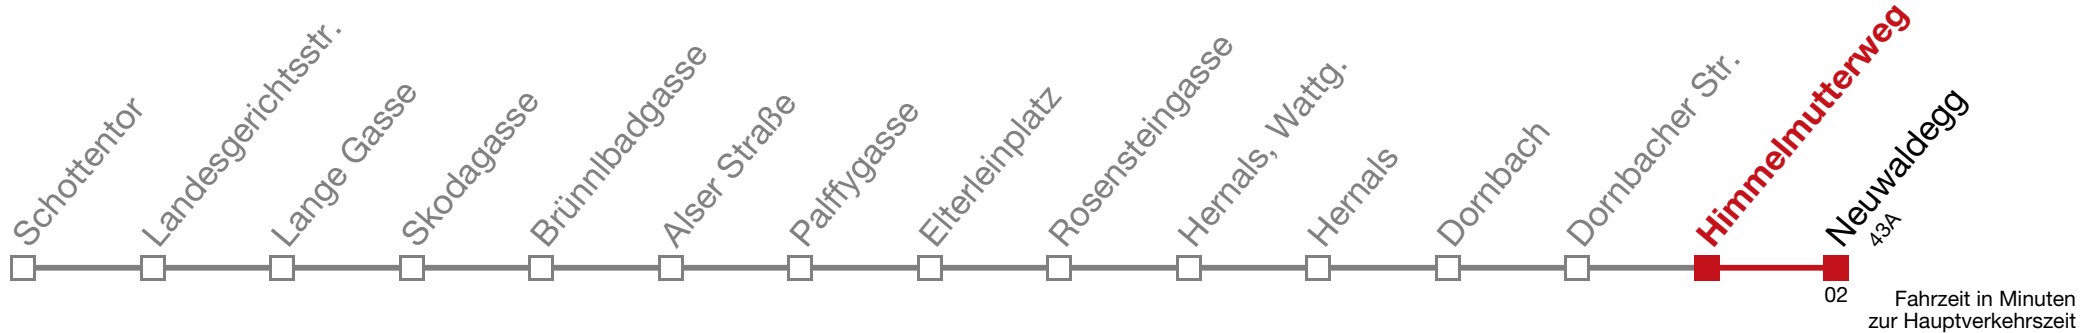 Schottentor
Landesgerichtsstr.
Lange Gasse
Skodagasse
Brünnlbadgasse
Alser Straße
Palffygasse
Elterleinplatz
Rosensteingasse
Hernals, Wattg.
Hernals
Dornbach
Dornbacher Str.
Himmelmutterweg
Neuwaldegg
43A
02
Fahrzeit in Minuten
zur Hauptverkehrszeit